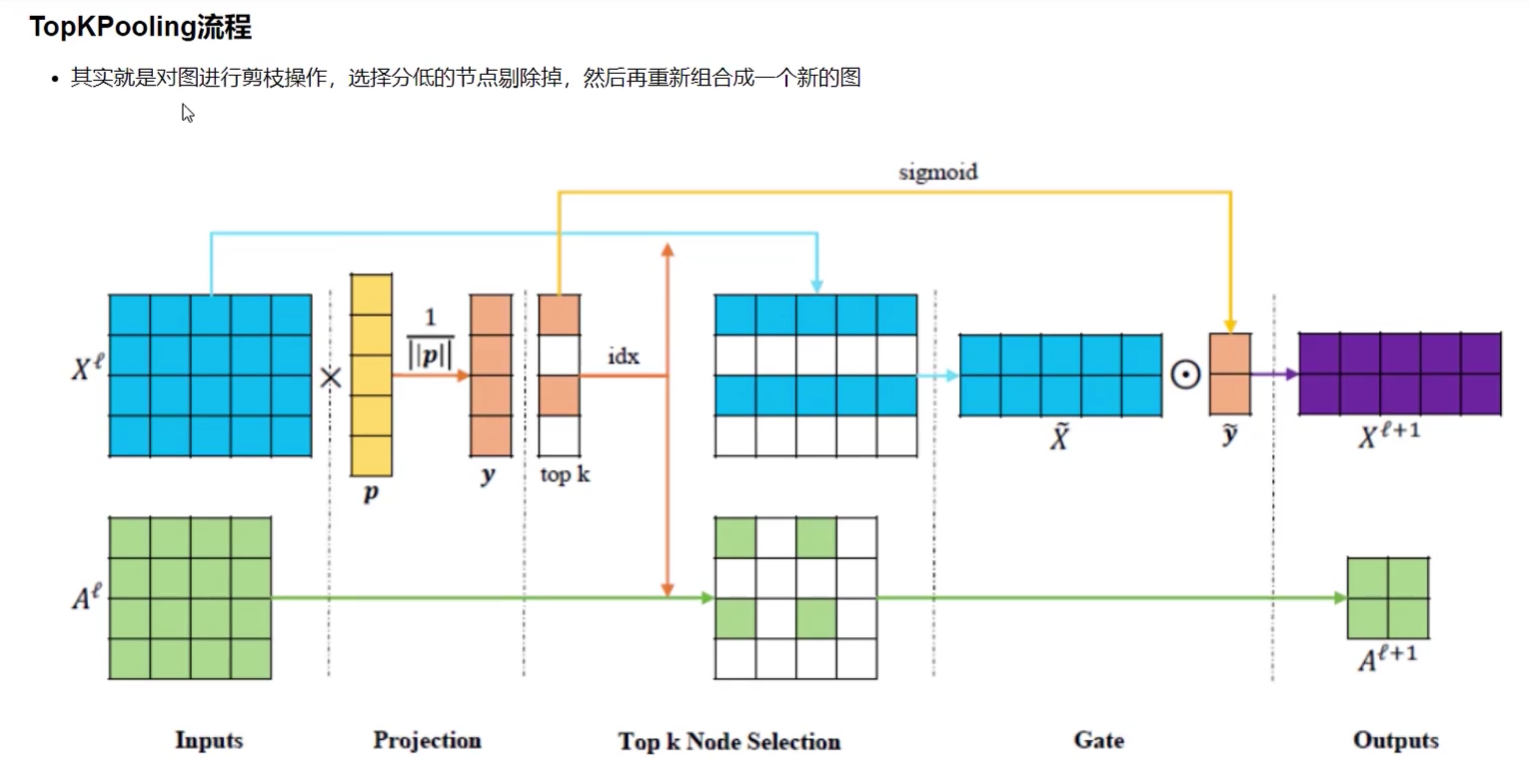 TopKPooling流程
• 其实就是对图进行剪枝操作，选择分低的节点剔除掉，然后再重新组合成一个新的图
sigmoid
1
||p||
idx
X^ℓ
×
⊙
p
y
top k
X̃
ỹ
X^ℓ+1
A^ℓ
A^ℓ+1
Inputs
Projection
Top k Node Selection
Gate
Outputs